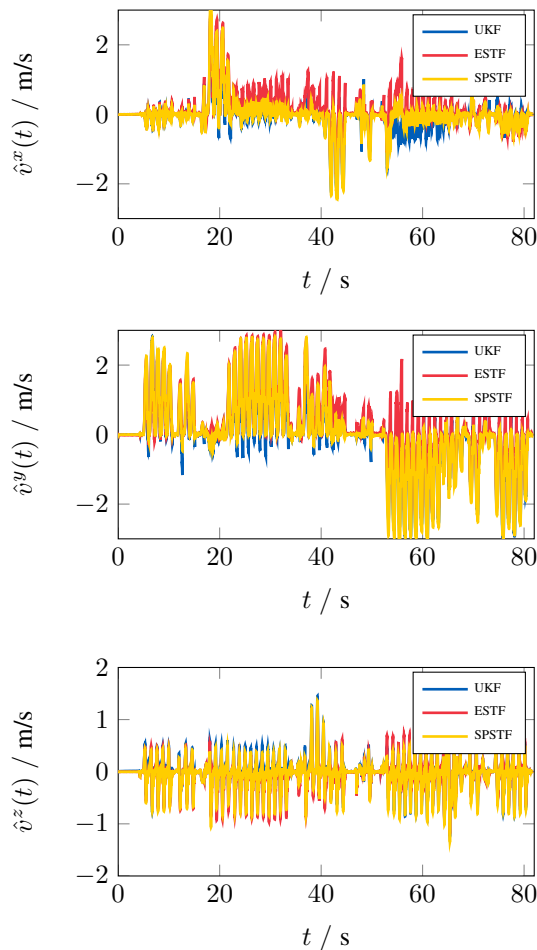 2
0
−2
v̂ˣ(t) / m/s
UKF
ESTF
SPSTF
0 20 40 60 80
t / s
2
0
−2
v̂ʸ(t) / m/s
UKF
ESTF
SPSTF
0 20 40 60 80
t / s
2
1
0
−1
−2
v̂ᶻ(t) / m/s
UKF
ESTF
SPSTF
0 20 40 60 80
t / s